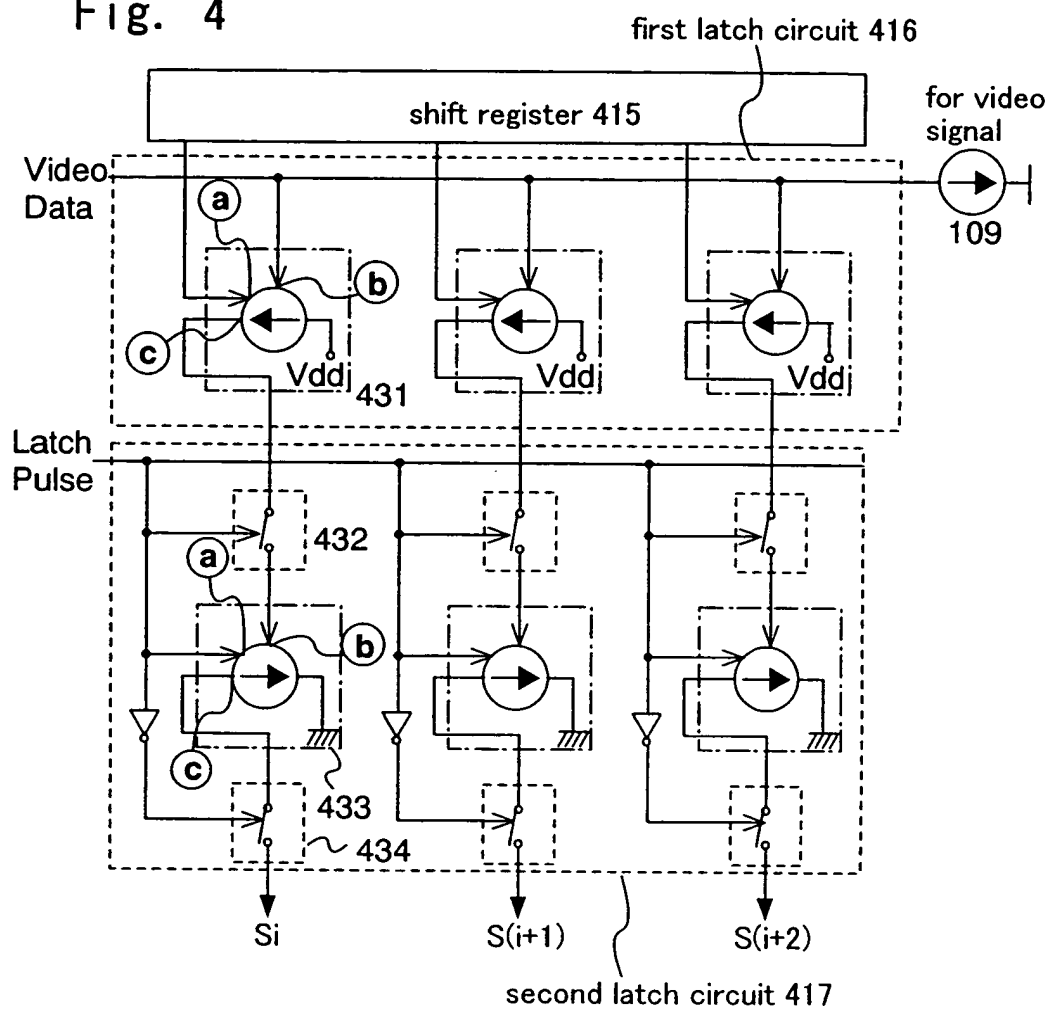 Fig. 4
first latch circuit 416
shift register 415
for video
signal
109
Video
Data
a
b
c
Vdd
Vdd
Vdd
431
Latch
Pulse
432
a
b
c
433
434
Si
S(i+1)
S(i+2)
second latch circuit 417